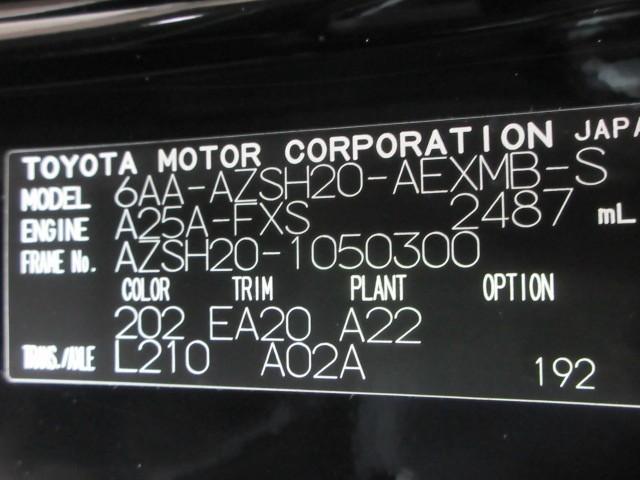 TOYOTA MOTOR CORPORATION JAPA
MODEL 6AA-AZSH20-AEXMB-S
ENGINE A25A-FXS 2487 mL
FRAME No. AZSH20-1050300
COLOR TRIM PLANT OPTION
202 EA20 A22
TRANS./AXLE L210 A02A 192